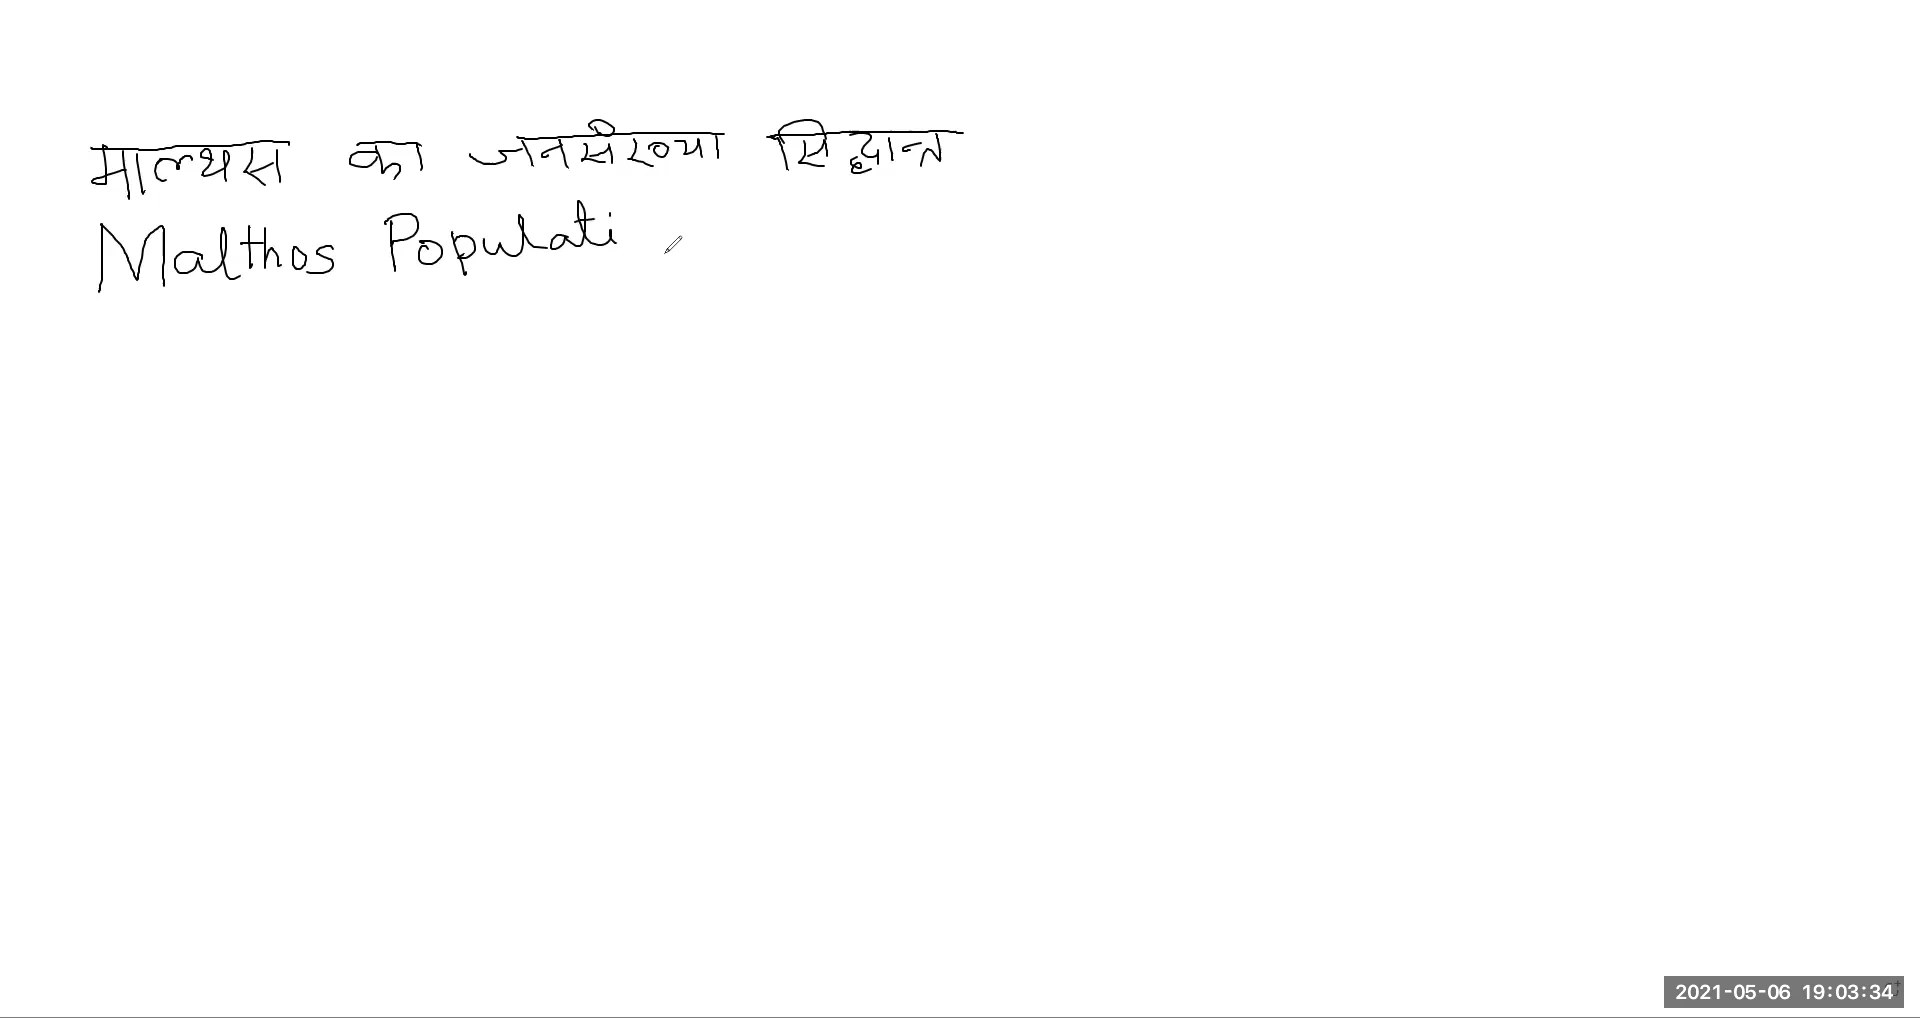 माल्थस का जनसंख्या सिद्धान्त
Malthos Populati
2021-05-06 19:03:34